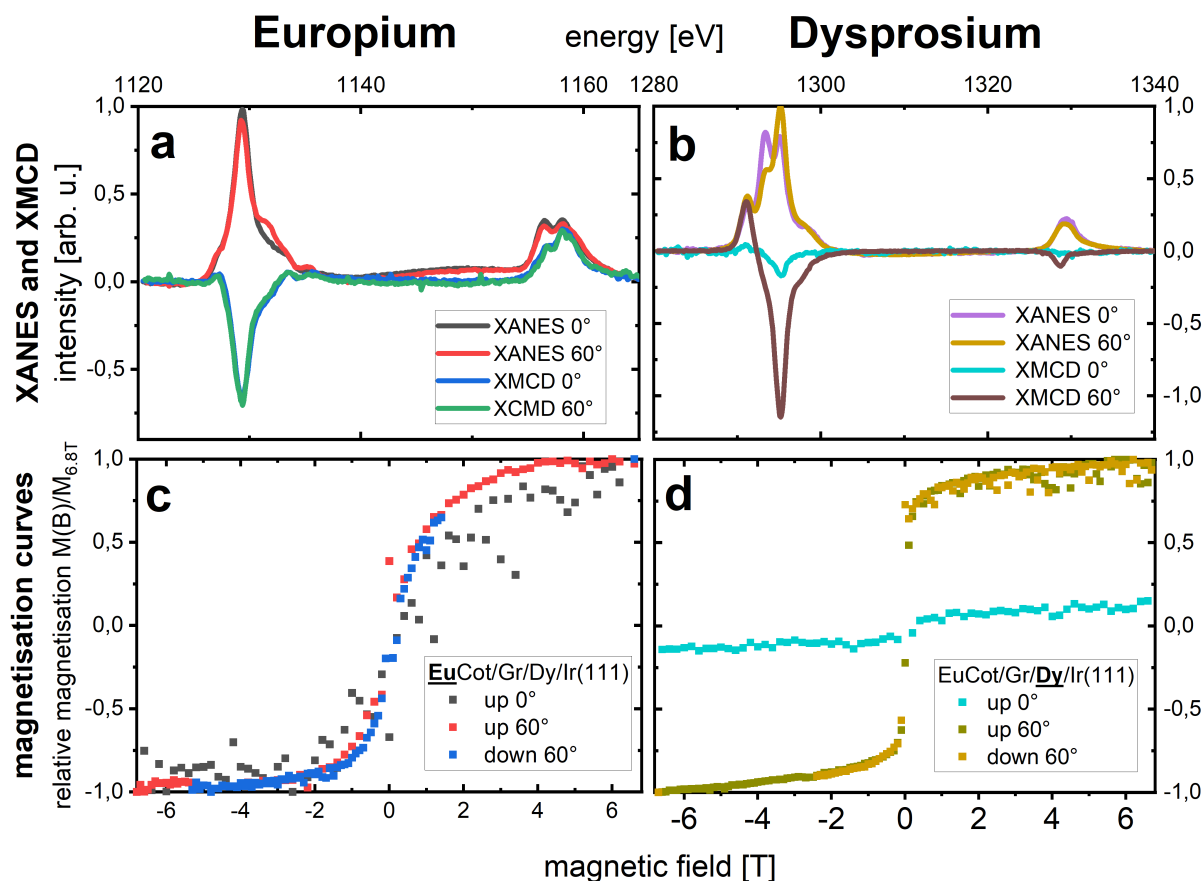 Europium energy [eV] Dysprosium
1120 1140 1160 1280 1300 1320 1340
XANES and XMCD
intensity [arb. u.]
1,0
0,5
0,0
-0,5
a
XANES 0°
XANES 60°
XMCD 0°
XCMD 60°
b
XANES 0°
XANES 60°
XMCD 0°
XMCD 60°
1,0
0,5
0,0
-0,5
-1,0
magnetisation curves
relative magnetisation M(B)/M6.8T
1,0
0,5
0,0
-0,5
-1,0
c
EuCot/Gr/Dy/Ir(111)
up 0°
up 60°
down 60°
-6 -4 -2 0 2 4 6
d
EuCot/Gr/Dy/Ir(111)
up 0°
up 60°
down 60°
1,0
0,5
0,0
-0,5
-1,0
-6 -4 -2 0 2 4 6
magnetic field [T]